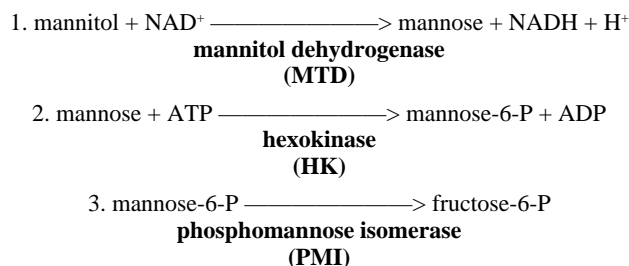 1. mannitol + NAD⁺ ————————> mannose + NADH + H⁺
mannitol dehydrogenase
(MTD)
2. mannose + ATP ————————> mannose-6-P + ADP
hexokinase
(HK)
3. mannose-6-P ————————> fructose-6-P
phosphomannose isomerase
(PMI)